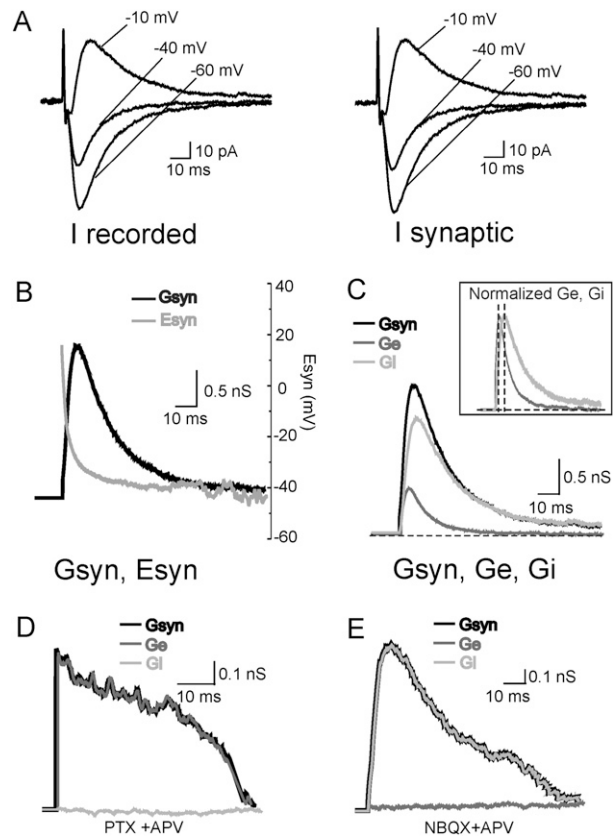 A
-10 mV
-40 mV
-60 mV
10 pA
10 ms
I recorded
-10 mV
-40 mV
-60 mV
10 pA
10 ms
I synaptic
B
Gsyn
Esyn
0.5 nS
10 ms
40
20
0
-20
-40
-60
Esyn (mV)
Gsyn, Esyn
C
Gsyn
Ge
GI
Normalized Ge, Gi
0.5 nS
10 ms
Gsyn, Ge, Gi
D
Gsyn
Ge
GI
0.1 nS
10 ms
PTX +APV
E
Gsyn
Ge
GI
0.1 nS
10 ms
NBQX+APV